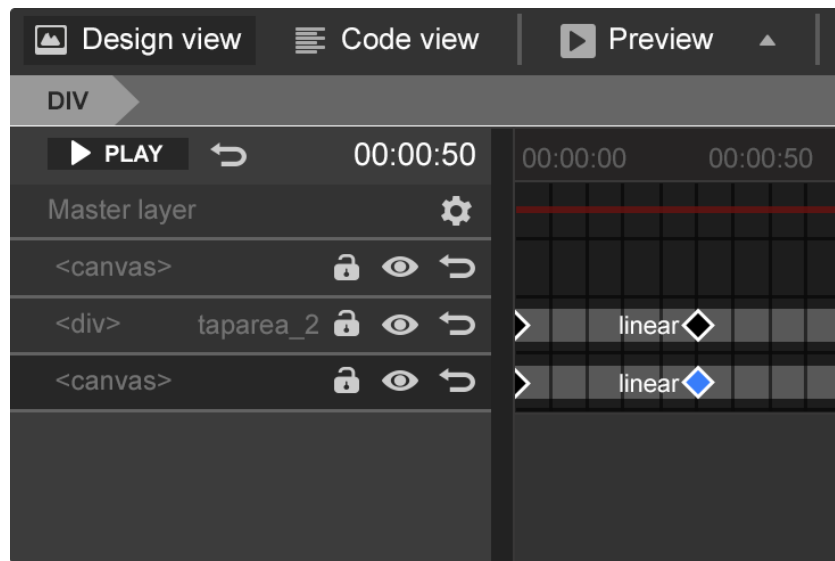 Design view Code view Preview
DIV
PLAY 00:00:50 00:00:00 00:00:50
Master layer
<canvas>
<div> taparea_2 linear
<canvas> linear